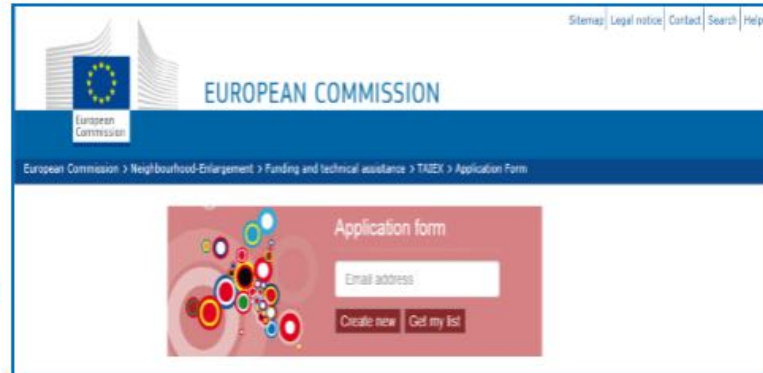 Sitemap Legal notice Contact Search Help
EUROPEAN COMMISSION
European
Commission
European Commission > Neighbourhood-Enlargement > Funding and technical assistance > TAIEX > Application Form
Application form
Email address
Create new Get my list